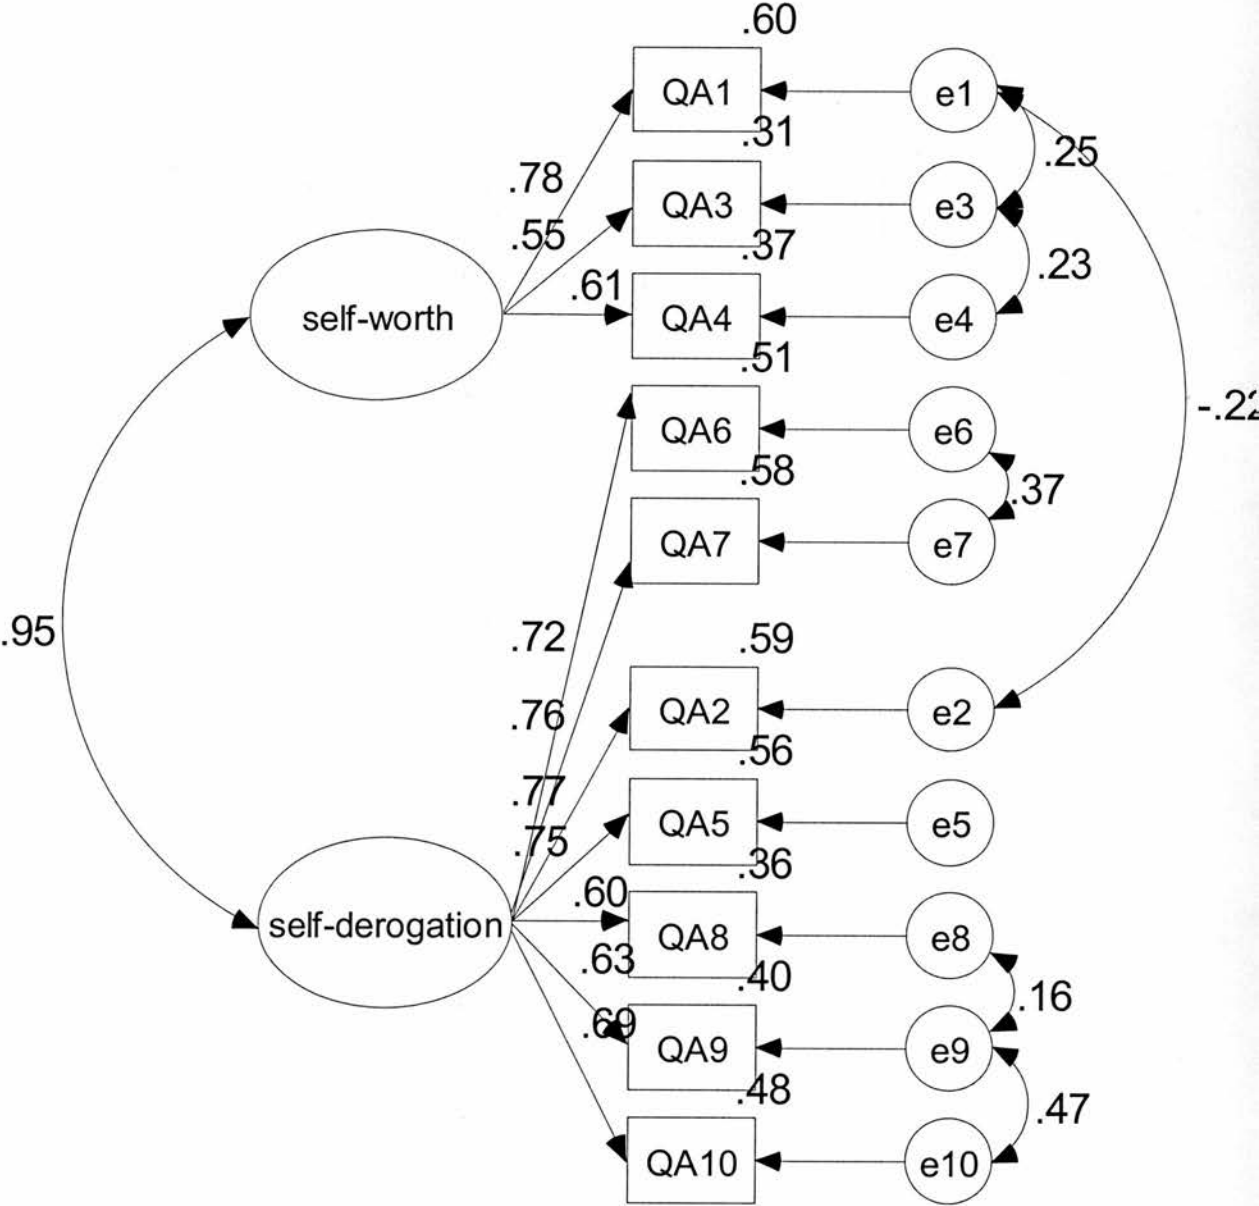 .60
QA1
e1
.31
.25
.78
QA3
e3
.55
.37
.23
.61
self-worth
QA4
e4
.51
-.22
QA6
e6
.58
.37
QA7
e7
.95
.72
.59
.76
QA2
e2
.56
.77
.75
QA5
e5
.36
.60
self-derogation
QA8
e8
.63
.40
.16
.69
QA9
e9
.48
.47
QA10
e10